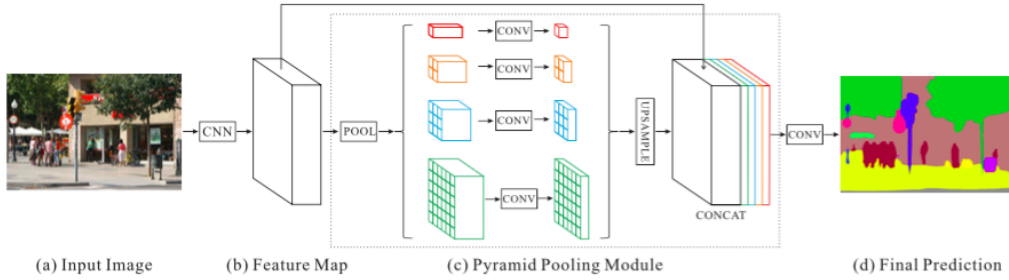 CNN
POOL
CONV
CONV
CONV
CONV
UPSAMPLE
CONCAT
CONV
(a) Input Image
(b) Feature Map
(c) Pyramid Pooling Module
(d) Final Prediction